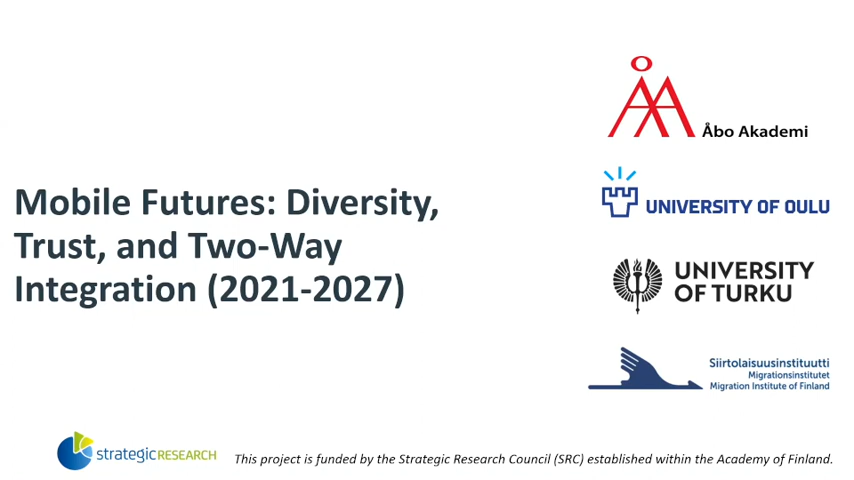 Mobile Futures: Diversity,
Trust, and Two-Way
Integration (2021-2027)
Åbo Akademi
UNIVERSITY OF OULU
UNIVERSITY
OF TURKU
Siirtolaisuusinstituutti
Migrationsinstitutet
Migration Institute of Finland
strategicRESEARCH
This project is funded by the Strategic Research Council (SRC) established within the Academy of Finland.